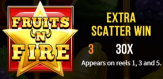 FRUITS
'N'
FIRE
EXTRA
SCATTER WIN
3 30X
Appears on reels 1, 3 and 5.